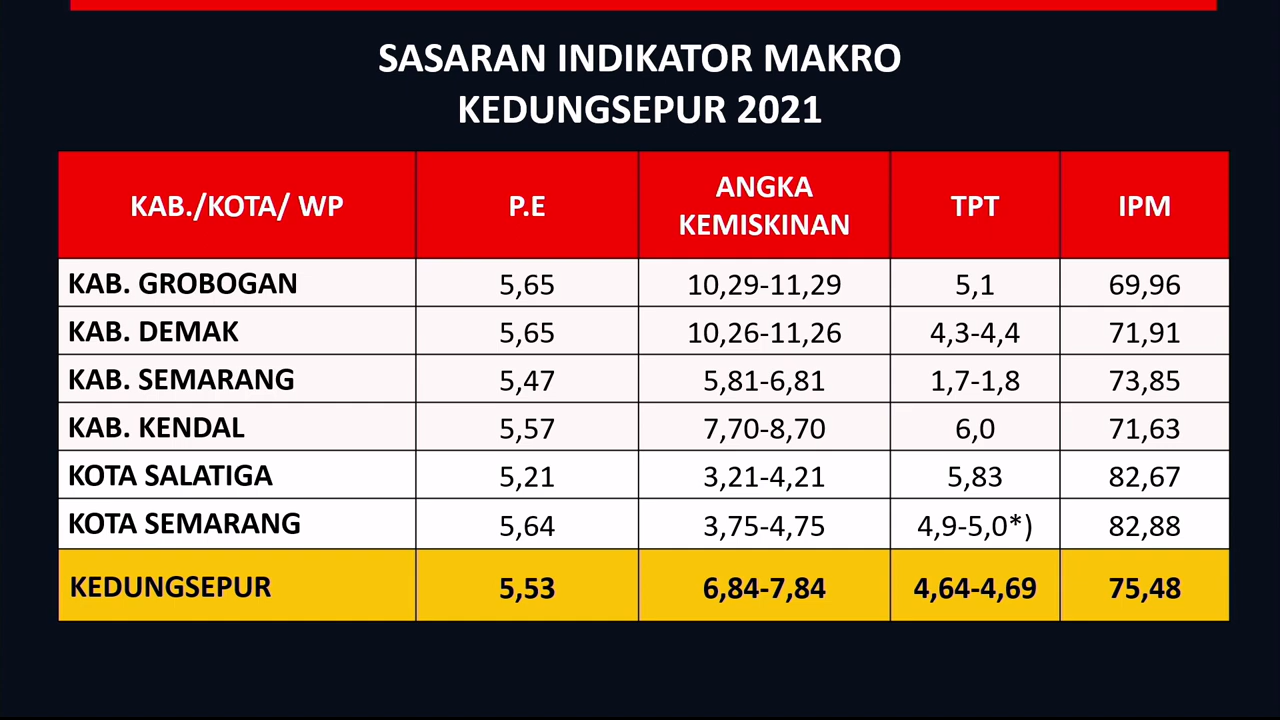 SASARAN INDIKATOR MAKRO
KEDUNGSEPUR 2021
KAB./KOTA/ WP P.E ANGKA KEMISKINAN TPT IPM
KAB. GROBOGAN 5,65 10,29-11,29 5,1 69,96
KAB. DEMAK 5,65 10,26-11,26 4,3-4,4 71,91
KAB. SEMARANG 5,47 5,81-6,81 1,7-1,8 73,85
KAB. KENDAL 5,57 7,70-8,70 6,0 71,63
KOTA SALATIGA 5,21 3,21-4,21 5,83 82,67
KOTA SEMARANG 5,64 3,75-4,75 4,9-5,0*) 82,88
KEDUNGSEPUR 5,53 6,84-7,84 4,64-4,69 75,48